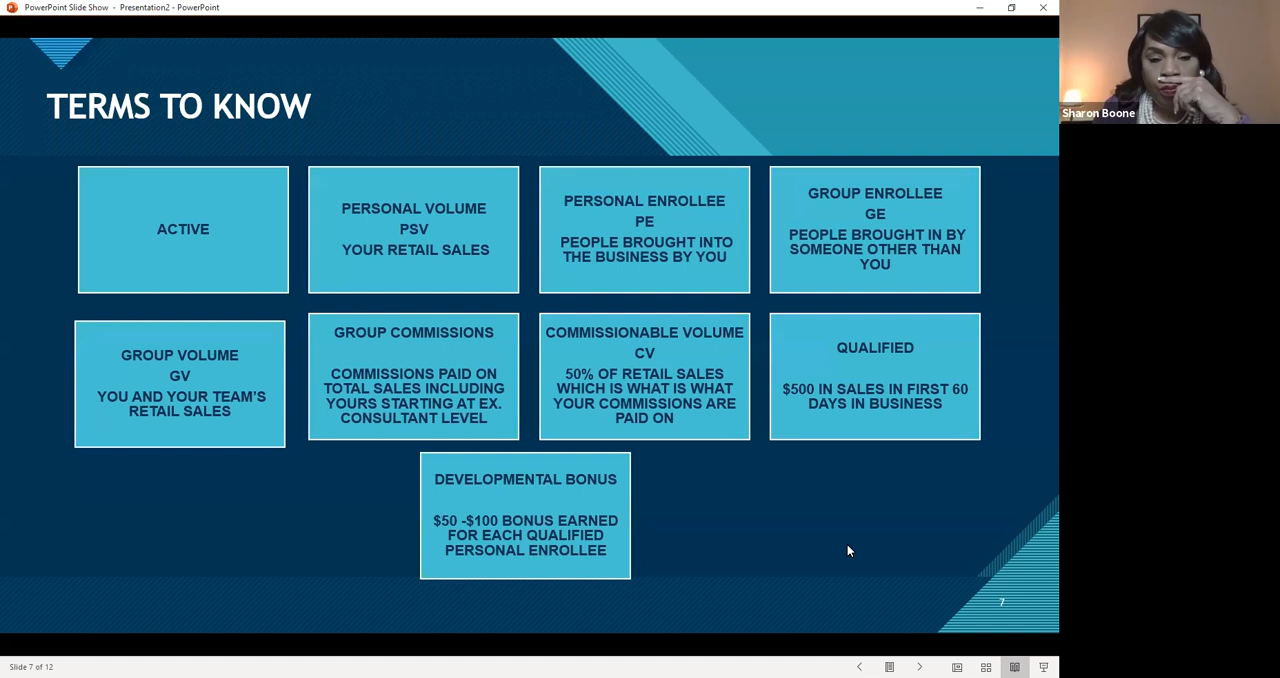 PowerPoint Slide Show - Presentation2 - PowerPoint
Sharon Boone
TERMS TO KNOW
ACTIVE
PERSONAL VOLUME
PSV
YOUR RETAIL SALES
PERSONAL ENROLLEE
PE
PEOPLE BROUGHT INTO
THE BUSINESS BY YOU
GROUP ENROLLEE
GE
PEOPLE BROUGHT IN BY
SOMEONE OTHER THAN
YOU
GROUP VOLUME
GV
YOU AND YOUR TEAM'S
RETAIL SALES
GROUP COMMISSIONS
COMMISSIONS PAID ON
TOTAL SALES INCLUDING
YOURS STARTING AT EX.
CONSULTANT LEVEL
COMMISSIONABLE VOLUME
CV
50% OF RETAIL SALES
WHICH IS WHAT IS WHAT
YOUR COMMISSIONS ARE
PAID ON
QUALIFIED
$500 IN SALES IN FIRST 60
DAYS IN BUSINESS
DEVELOPMENTAL BONUS
$50 -$100 BONUS EARNED
FOR EACH QUALIFIED
PERSONAL ENROLLEE
7
Slide 7 of 12